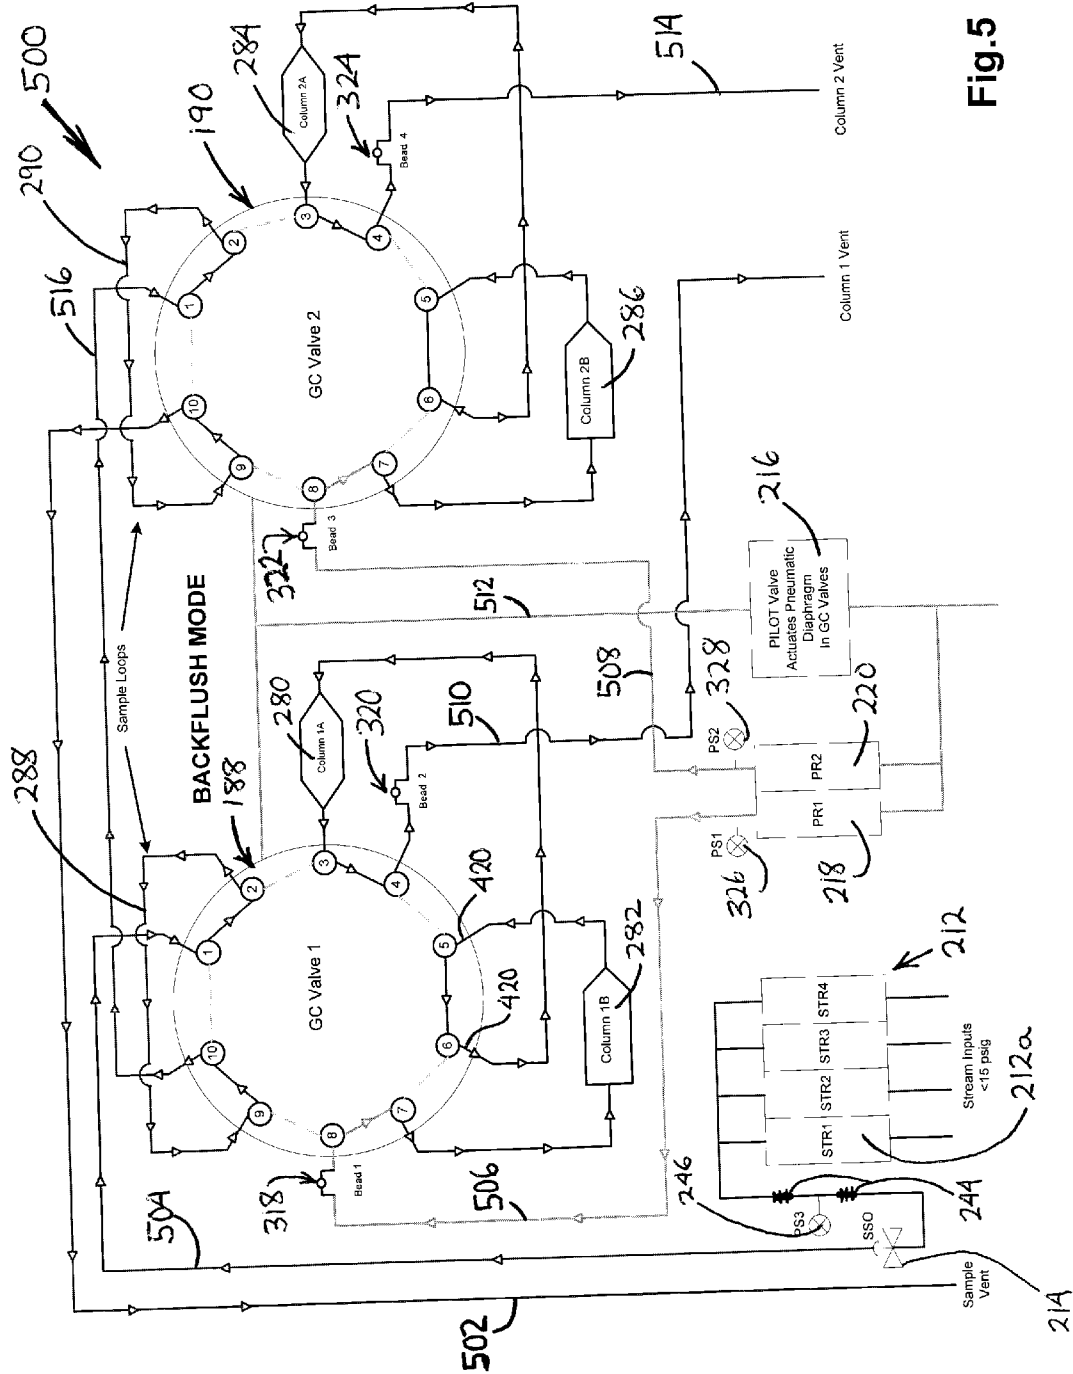 Fig.5
500
BACKFLUSH MODE
Sample Loops
288
516
290
188
190
GC Valve 1
1
2
3
4
5
6
7
8
9
10
GC Valve 2
1
2
3
4
5
6
7
8
9
10
Column 1A
280
Column 2A
284
Bead 1
318
Bead 2
320
Bead 3
322
Bead 4
324
420
420
Column 1B
282
Column 2B
286
502
504
506
508
510
512
514
PS1
326
PS2
328
PR1
218
PR2
220
PILOT Valve
Actuates Pneumatic
Diaphragm
In GC Valves
216
STR1
STR2
STR3
STR4
212
212a
Stream Inputs
<15 psig
PS3
246
244
SSO
214
Sample
Vent
Column 1 Vent
Column 2 Vent